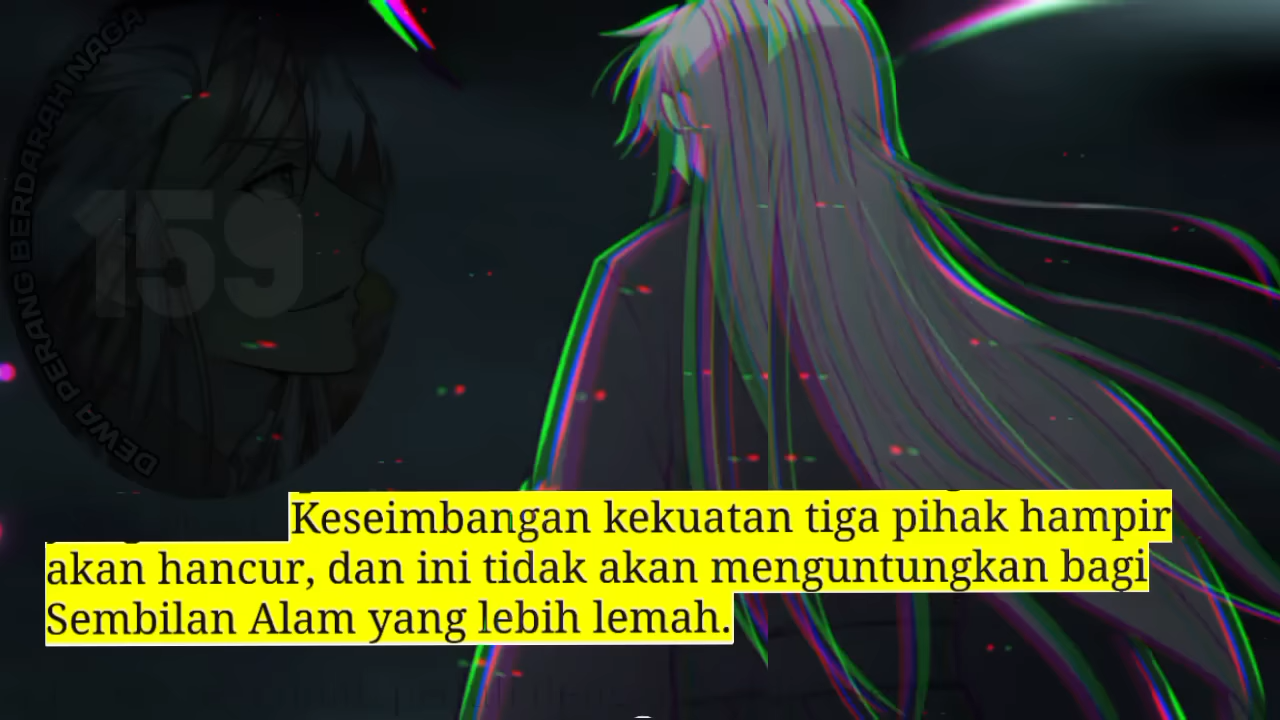 DEWA PERANG BERDARAH NAGA
159
Keseimbangan kekuatan tiga pihak hampir
akan hancur, dan ini tidak akan menguntungkan bagi
Sembilan Alam yang lebih lemah.